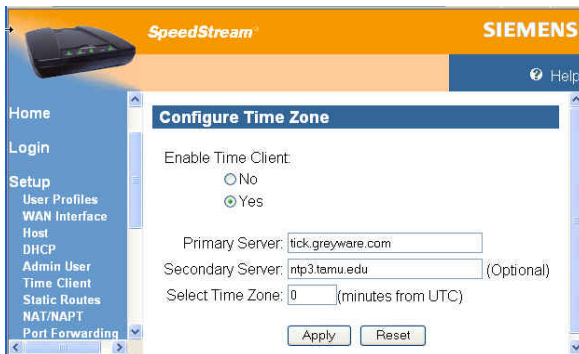 SpeedStream
SIEMENS
Help
Home
Login
Setup
User Profiles
WAN Interface
Host
DHCP
Admin User
Time Client
Static Routes
NAT/NAPT
Port Forwarding
Configure Time Zone
Enable Time Client:
No
Yes
Primary Server: tick.greyware.com
Secondary Server: ntp3.tamu.edu (Optional)
Select Time Zone: 0 (minutes from UTC)
Apply Reset